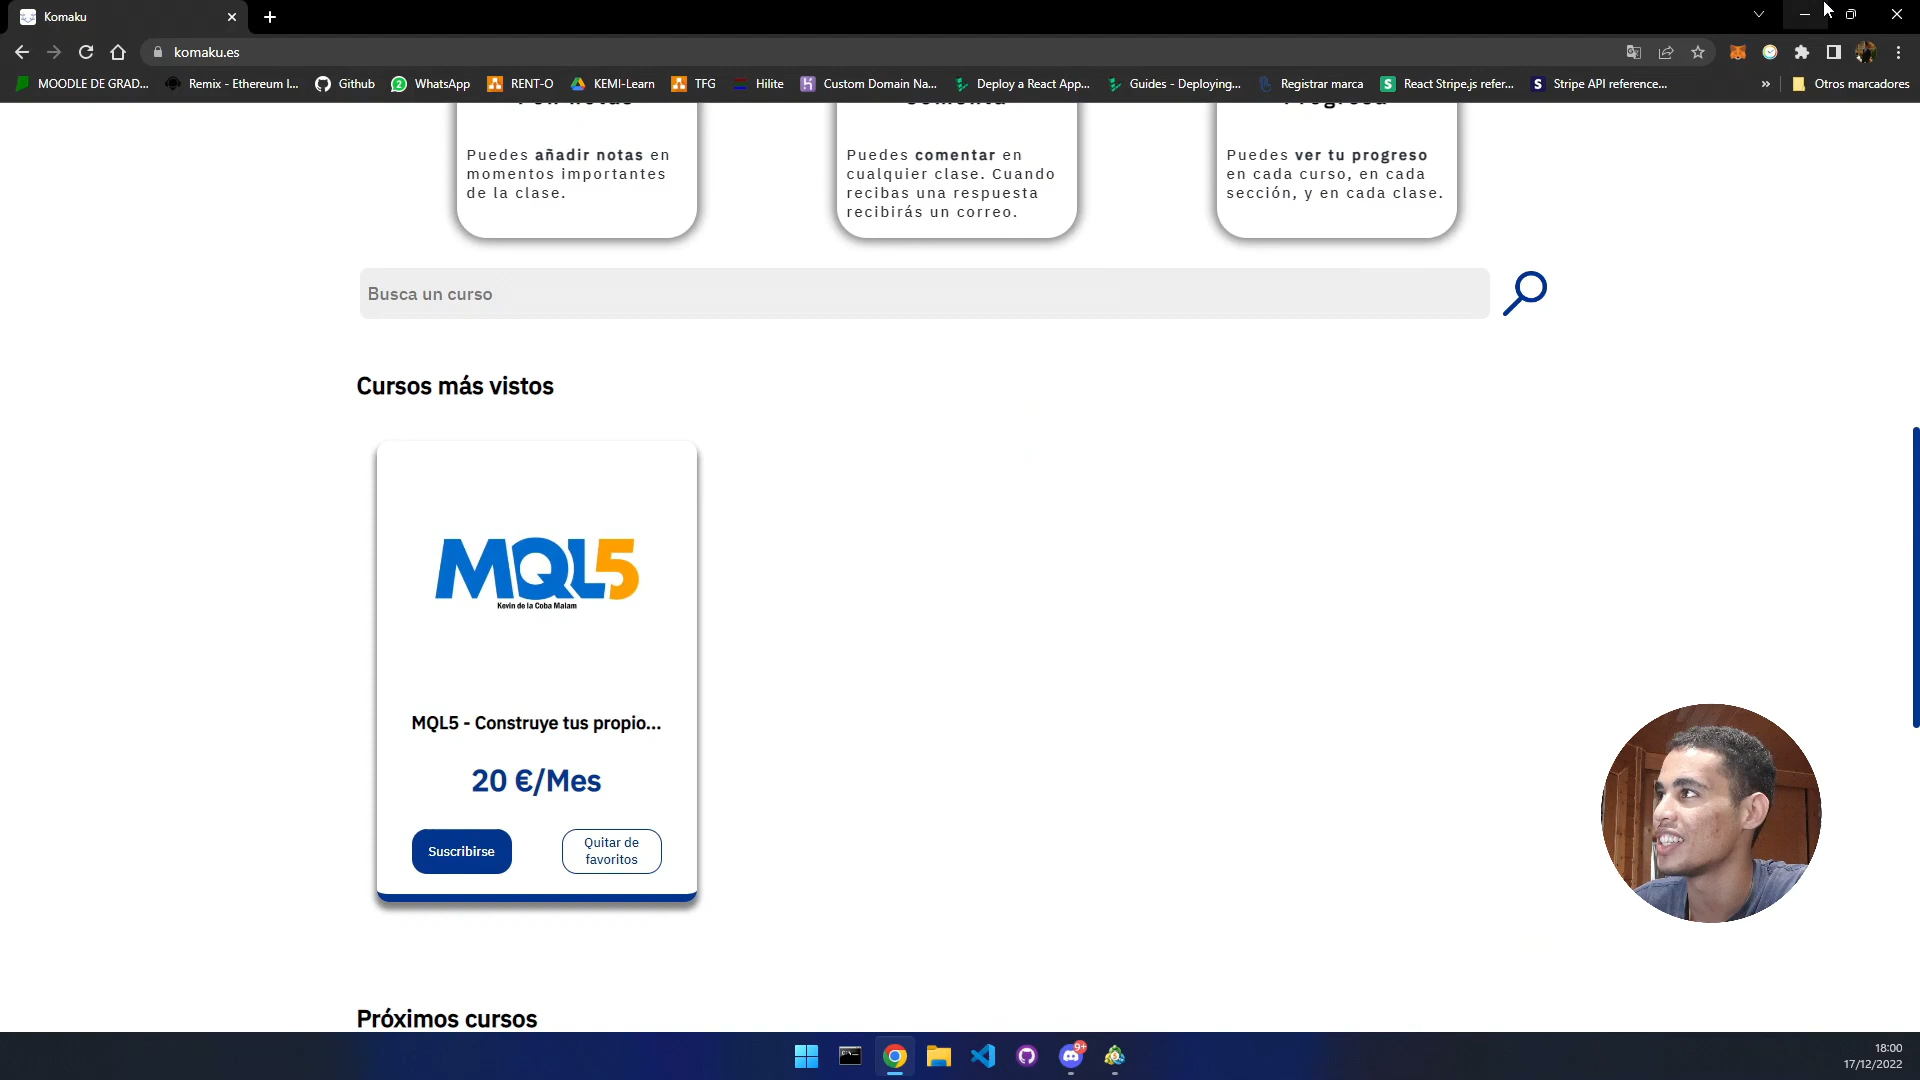 Komaku
komaku.es
MOODLE DE GRAD...
Remix - Ethereum I...
Github
WhatsApp
RENT-O
KEMI-Learn
TFG
Hilite
Custom Domain Na...
Deploy a React App...
Guides - Deploying...
Registrar marca
React Stripe.js refer...
Stripe API reference...
»
Otros marcadores
Puedes añadir notas en
momentos importantes
de la clase.
Puedes comentar en
cualquier clase. Cuando
recibas una respuesta
recibirás un correo.
Puedes ver tu progreso
en cada curso, en cada
sección, y en cada clase.
Busca un curso
Cursos más vistos
MQL5
Kevin de la Coba Malam
MQL5 - Construye tus propio...
20 €/Mes
Suscribirse
Quitar de
favoritos
Próximos cursos
9+
18:00
17/12/2022